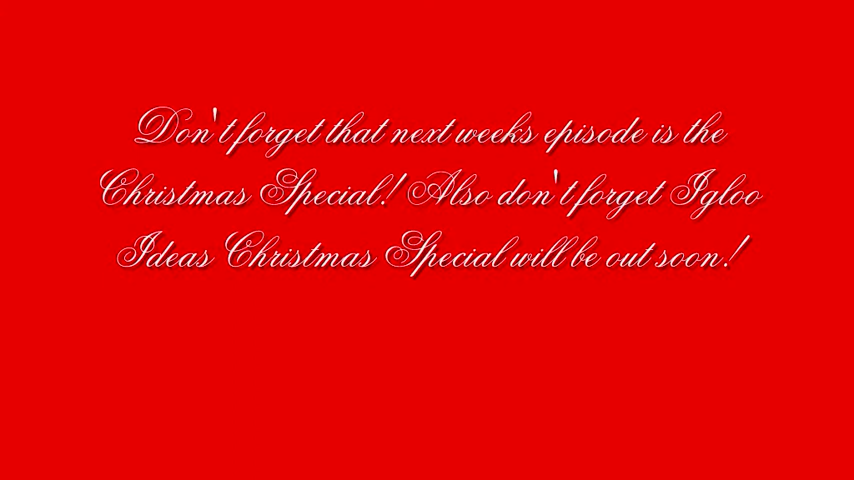 Don't forget that next weeks episode is the
Christmas Special! Also don't forget Igloo
Ideas Christmas Special will be out soon!